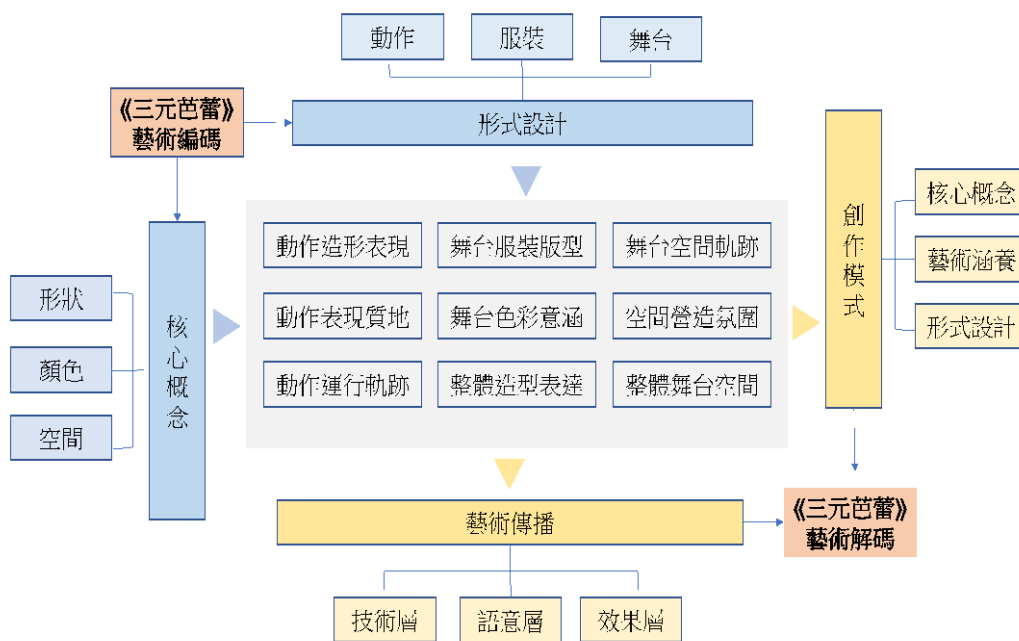 動作
服裝
舞台
《三元芭蕾》
藝術編碼
形式設計
核心概念
形狀
顏色
空間
動作造形表現
舞台服裝版型
舞台空間軌跡
動作表現質地
舞台色彩意涵
空間營造氛圍
動作運行軌跡
整體造型表達
整體舞台空間
創作模式
核心概念
藝術涵養
形式設計
藝術傳播
《三元芭蕾》
藝術解碼
技術層
語意層
效果層